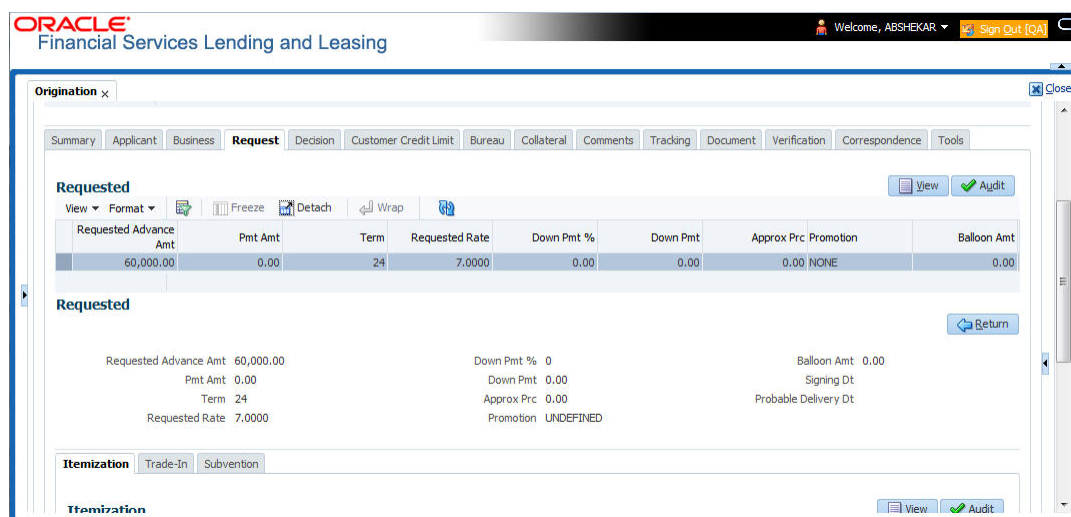 ORACLE
Financial Services Lending and Leasing
Welcome, ABSHEKAR
Sign Out [QA]
Origination x
Close
Summary Applicant Business Request Decision Customer Credit Limit Bureau Collateral Comments Tracking Document Verification Correspondence Tools
Requested
View Audit
View Format Freeze Detach Wrap
Requested Advance Amt Pmt Amt Term Requested Rate Down Pmt % Down Pmt Approx Prc Promotion Balloon Amt
60,000.00 0.00 24 7.0000 0.00 0.00 0.00 NONE 0.00
Requested
Return
Requested Advance Amt 60,000.00 Down Pmt % 0 Balloon Amt 0.00
Pmt Amt 0.00 Down Pmt 0.00 Signing Dt
Term 24 Approx Prc 0.00 Probable Delivery Dt
Requested Rate 7.0000 Promotion UNDEFINED
Itemization Trade-In Subvention
Itemization
View Audit